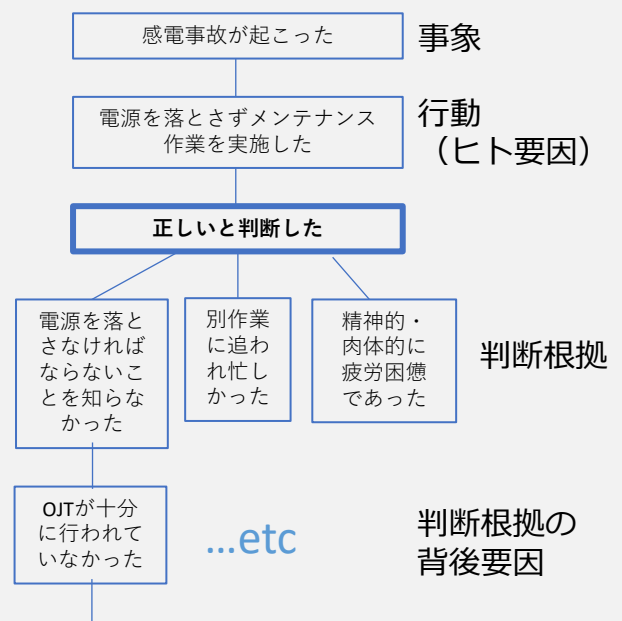 感電事故が起こった
事象
電源を落とさずメンテナンス
作業を実施した
行動
（ヒト要因）
正しいと判断した
電源を落と
さなければ
ならないこ
とを知らな
かった
別作業
に追わ
れ忙し
かった
精神的・
肉体的に
疲労困憊
であった
判断根拠
OJTが十分
に行われて
いなかった
...etc
判断根拠の
背後要因